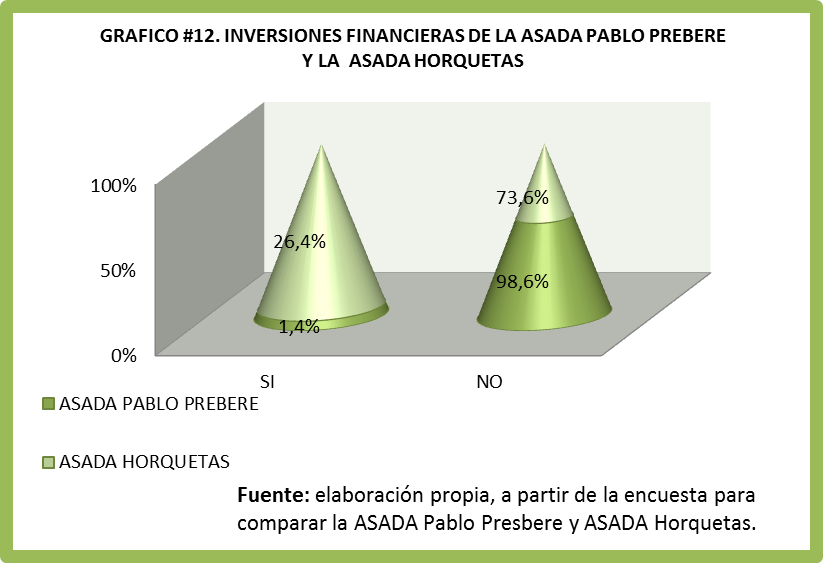 GRAFICO #12. INVERSIONES FINANCIERAS DE LA ASADA PABLO PREBERE
Y LA ASADA HORQUETAS
100%
50%
0%
26,4%
1,4%
73,6%
98,6%
SI
NO
ASADA PABLO PREBERE
ASADA HORQUETAS
Fuente: elaboración propia, a partir de la encuesta para
comparar la ASADA Pablo Presbere y ASADA Horquetas.